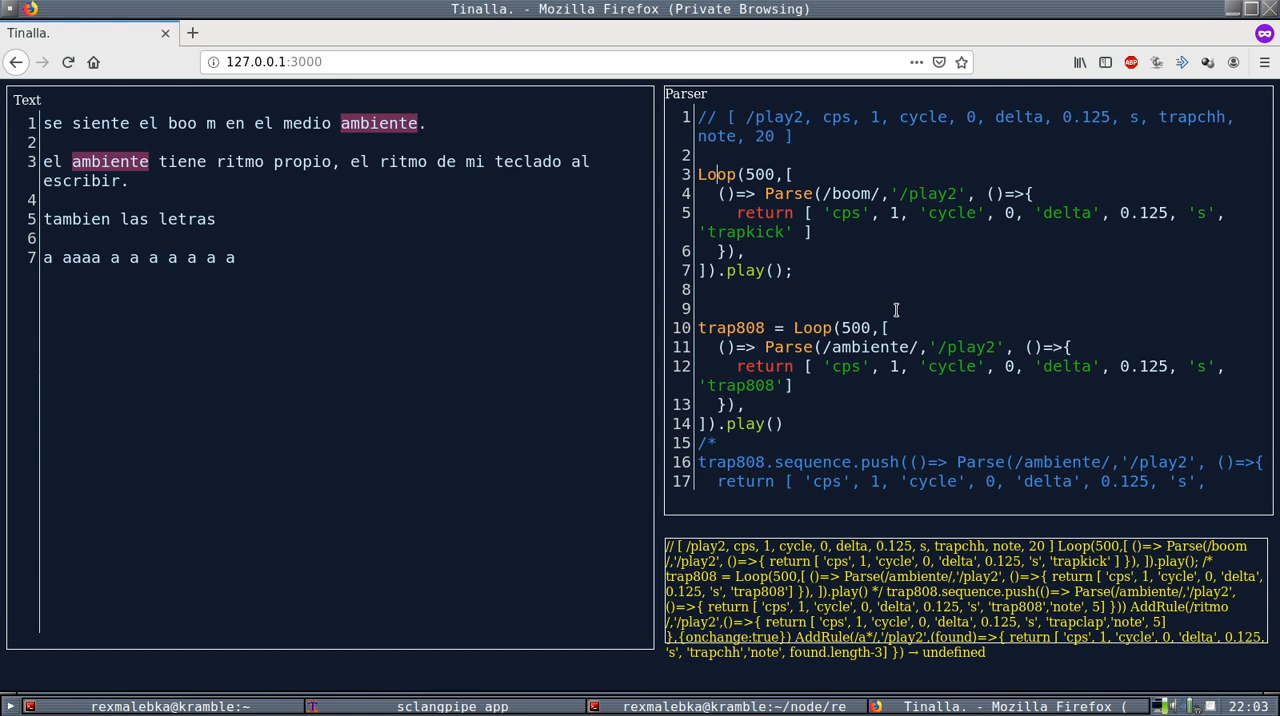 Tinalla. - Mozilla Firefox (Private Browsing)
Tinalla.
127.0.0.1:3000
ABP
Text
1 se siente el boo m en el medio ambiente.
2
3 el ambiente tiene ritmo propio, el ritmo de mi teclado al
escribir.
4
5 tambien las letras
6
7 a aaaa a a a a a a a
Parser
1 // [ /play2, cps, 1, cycle, 0, delta, 0.125, s, trapchh,
note, 20 ]
2
3 Loop(500,[
4 ()=> Parse(/boom/,'/play2', ()=>{
5 return [ 'cps', 1, 'cycle', 0, 'delta', 0.125, 's',
'trapkick' ]
6 }),
7 ]).play();
8
9
10 trap808 = Loop(500,[
11 ()=> Parse(/ambiente/,'/play2', ()=>{
12 return [ 'cps', 1, 'cycle', 0, 'delta', 0.125, 's',
'trap808']
13 }),
14 ]).play()
15 /*
16 trap808.sequence.push(()=> Parse(/ambiente/,'/play2', ()=>{
17 return [ 'cps', 1, 'cycle', 0, 'delta', 0.125, 's',
// [ /play2, cps, 1, cycle, 0, delta, 0.125, s, trapchh, note, 20 ] Loop(500,[ ()=> Parse(/boom
/,'/play2', ()=>{ return [ 'cps', 1, 'cycle', 0, 'delta', 0.125, 's', 'trapkick' ] }), ]).play(); /*
trap808 = Loop(500,[ ()=> Parse(/ambiente/,'/play2', ()=>{ return [ 'cps', 1, 'cycle', 0, 'delta',
0.125, 's', 'trap808'] }), ]).play() */ trap808.sequence.push(()=> Parse(/ambiente/,'/play2',
()=>{ return [ 'cps', 1, 'cycle', 0, 'delta', 0.125, 's', 'trap808','note', 5] })) AddRule(/ritmo
/,'/play2',()=>{ return [ 'cps', 1, 'cycle', 0, 'delta', 0.125, 's', 'trapclap','note', 5]
},{onchange:true}) AddRule(/a*/,'/play2',(found)=>{ return [ 'cps', 1, 'cycle', 0, 'delta', 0.125,
's', 'trapchh','note', found.length-3] }) → undefined
rexmalebka@kramble:~
sclangpipe_app
rexmalebka@kramble:~/node/re
Tinalla. - Mozilla Firefox (
22:03